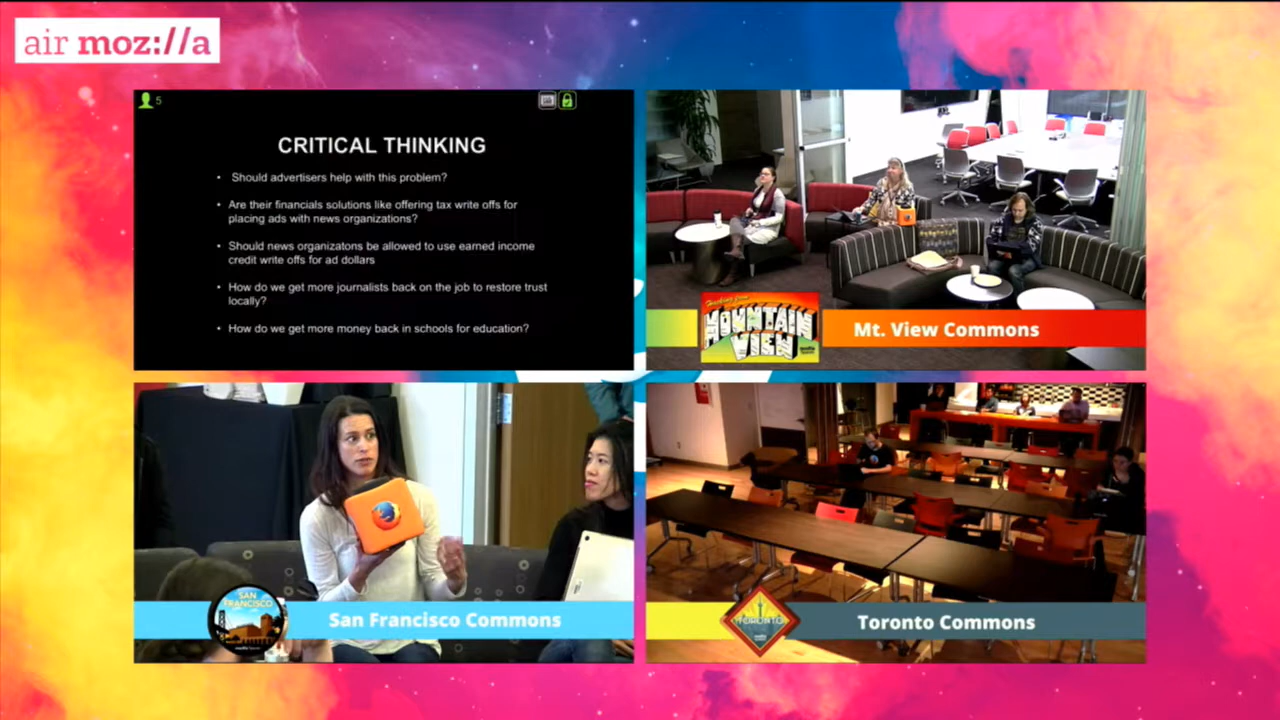 air moz://a
5
CRITICAL THINKING
• Should advertisers help with this problem?
• Are their financials solutions like offering tax write offs for
placing ads with news organizations?
• Should news organizatons be allowed to use earned income
credit write offs for ad dollars
• How do we get more journalists back on the job to restore trust
locally?
• How do we get more money back in schools for education?
MOUNTAIN
VIEW
Mt. View Commons
SAN
FRANCISCO
San Francisco Commons
TORONTO
Toronto Commons